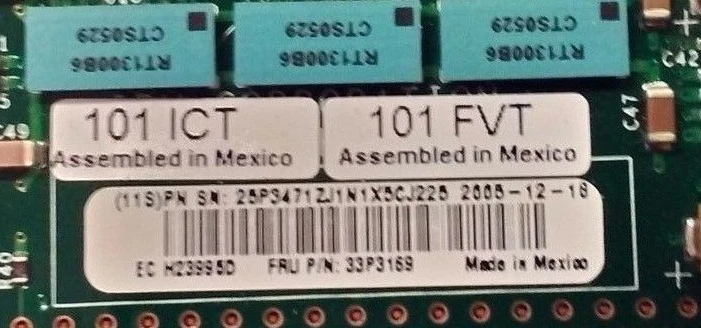 CTS0529
RT1300B6
CTS0529
RT1300B6
CTS0529
RT1300B6
C42
C47
C49
R40
101 ICT
Assembled in Mexico
101 FVT
Assembled in Mexico
(11S)PN SN: 25P3471ZJ1N1X5CJ225 2005-12-18
EC H23995D FRU P/N: 33P3169 Made in Mexico